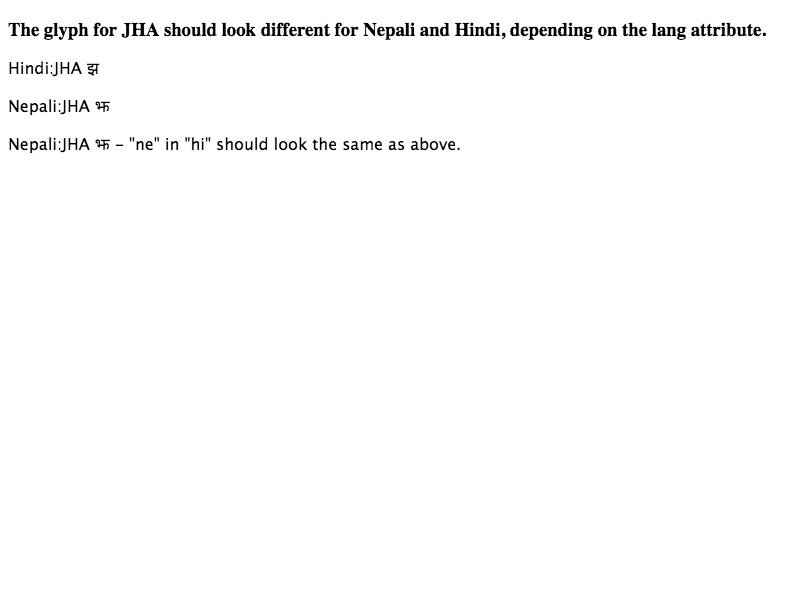 The glyph for JHA should look different for Nepali and Hindi, depending on the lang attribute.
Hindi:JHA झ
Nepali:JHA झ
Nepali:JHA झ – "ne" in "hi" should look the same as above.